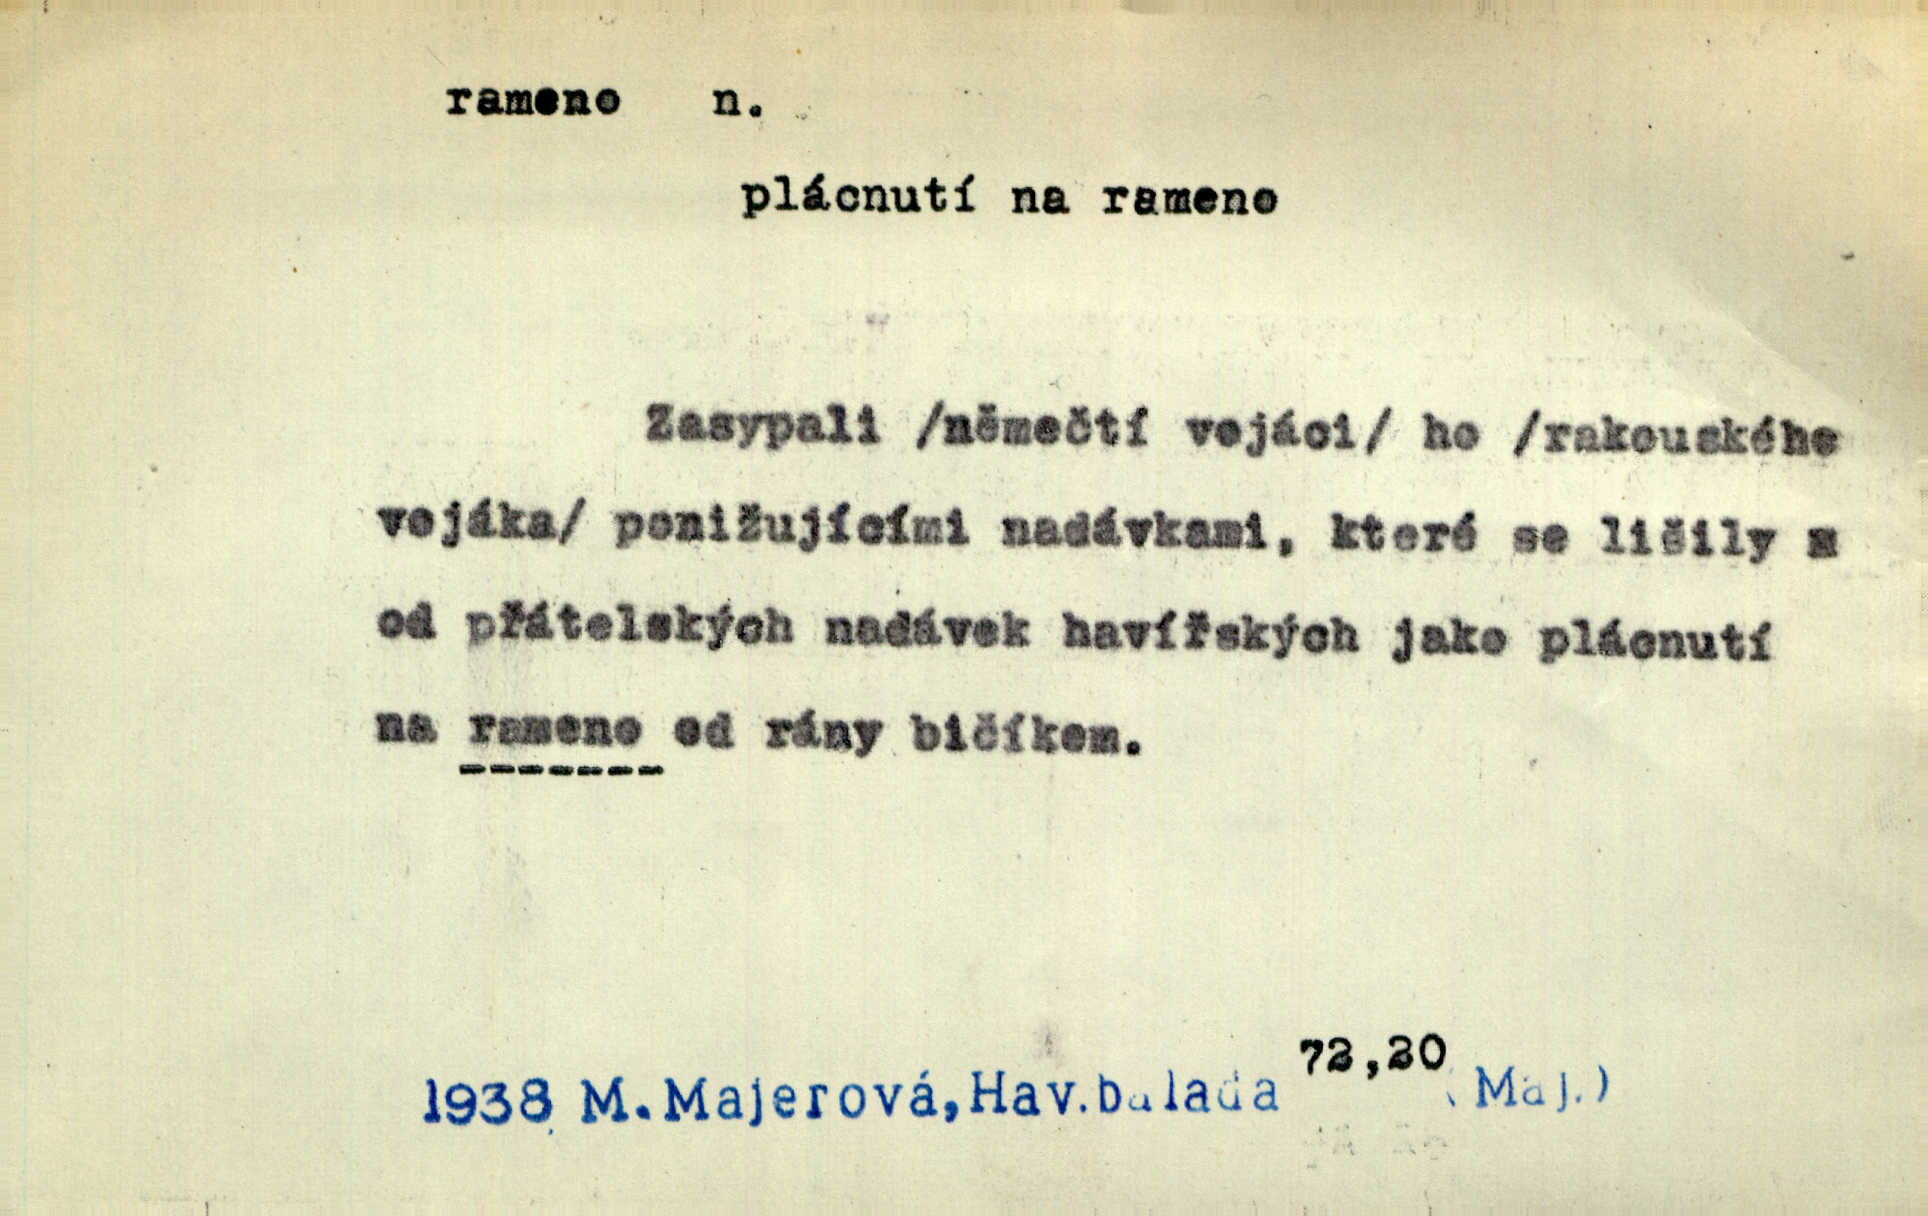 rameno n.
plácnutí na rameno
Zasypali /němečtí vojáci/ ho /rakouského
vojáka/ ponižujícími nadávkami, které se lišily
od přátelských nadávek havířských jako plácnutí
na rameno od rány bičíkem.
1938 M. Majerová, Hav. balada 72,20 (Maj.)